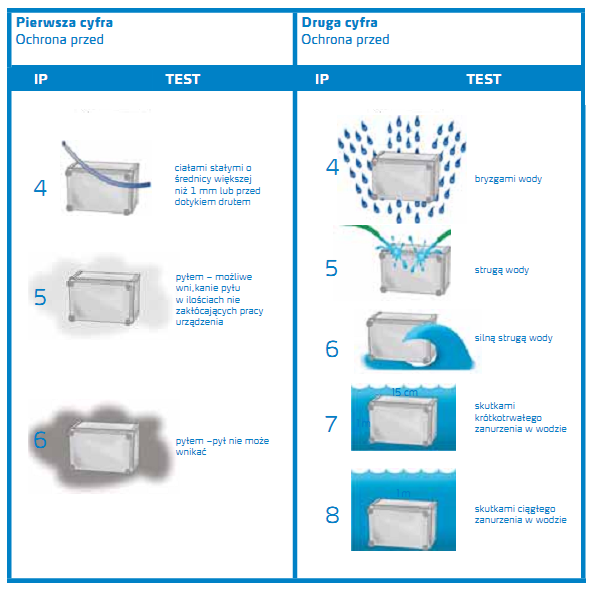 Pierwsza cyfra
Ochrona przed
IP TEST
4
ciałami stałymi o
średnicy większej
niż 1 mm lub przed
dotykiem drutem
5
pyłem – możliwe
wni,kanie pyłu
w ilościach nie
zakłócających pracy
urządzenia
6
pyłem –pył nie może
wnikać
Druga cyfra
Ochrona przed
IP TEST
4
bryzgami wody
5
strugą wody
6
silną strugą wody
7
15 cm
skutkami
krótkotrwałego
zanurzenia w wodzie
8
skutkami ciągłego
zanurzenia w wodzie